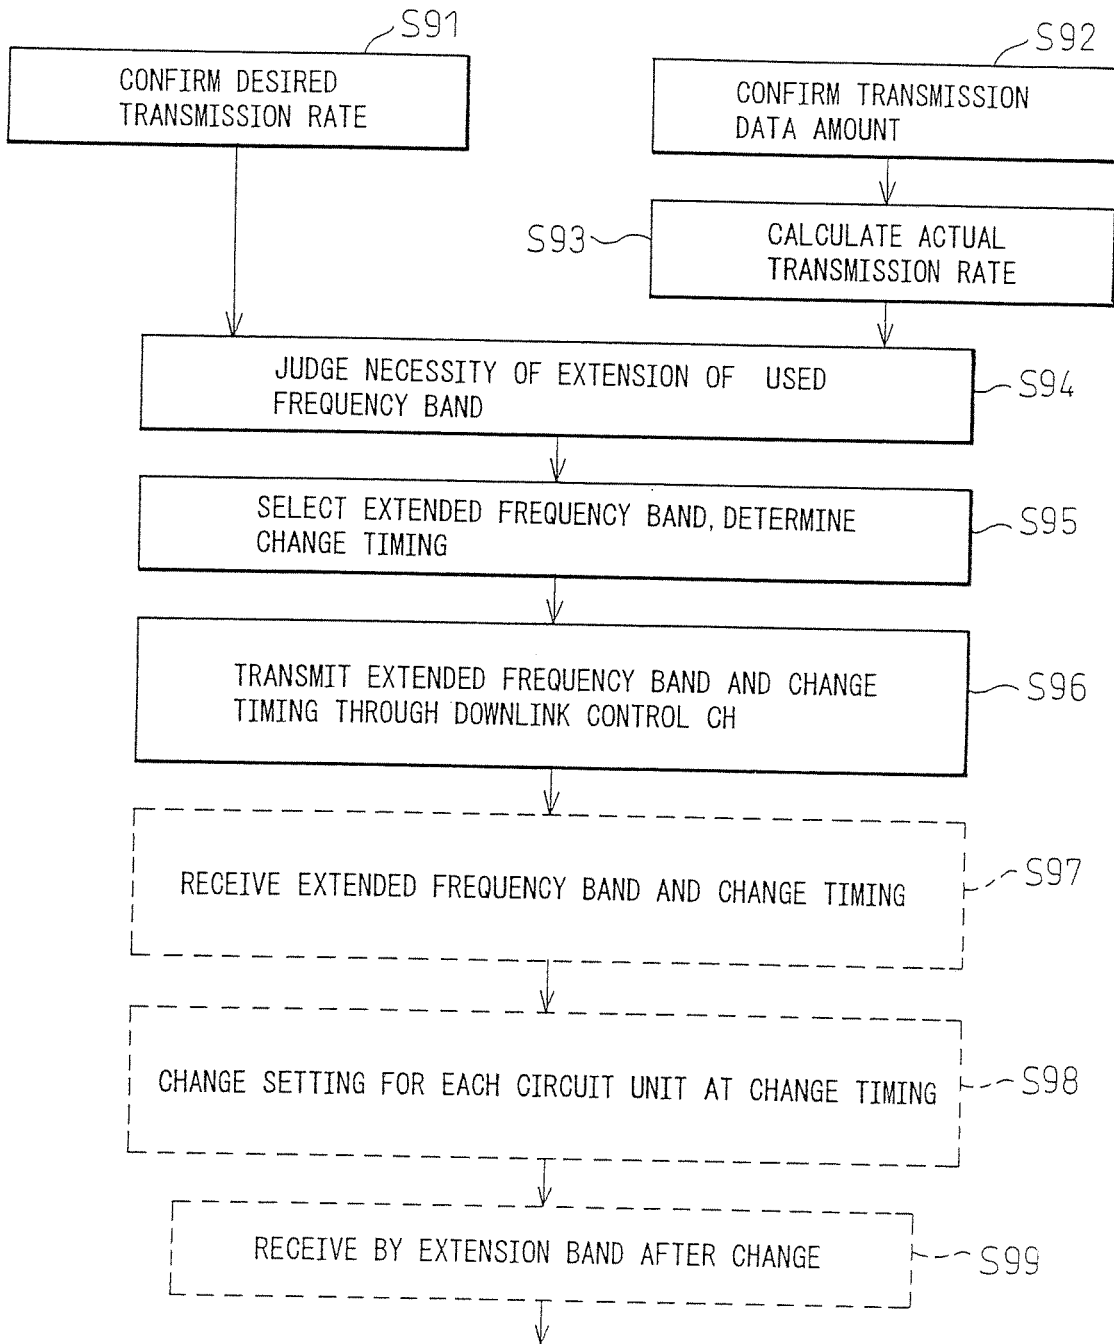 S91
CONFIRM DESIRED
TRANSMISSION RATE
S92
CONFIRM TRANSMISSION
DATA AMOUNT
S93
CALCULATE ACTUAL
TRANSMISSION RATE
JUDGE NECESSITY OF EXTENSION OF USED
FREQUENCY BAND
S94
SELECT EXTENDED FREQUENCY BAND, DETERMINE
CHANGE TIMING
S95
TRANSMIT EXTENDED FREQUENCY BAND AND CHANGE
TIMING THROUGH DOWNLINK CONTROL CH
S96
RECEIVE EXTENDED FREQUENCY BAND AND CHANGE TIMING
S97
CHANGE SETTING FOR EACH CIRCUIT UNIT AT CHANGE TIMING
S98
RECEIVE BY EXTENSION BAND AFTER CHANGE
S99